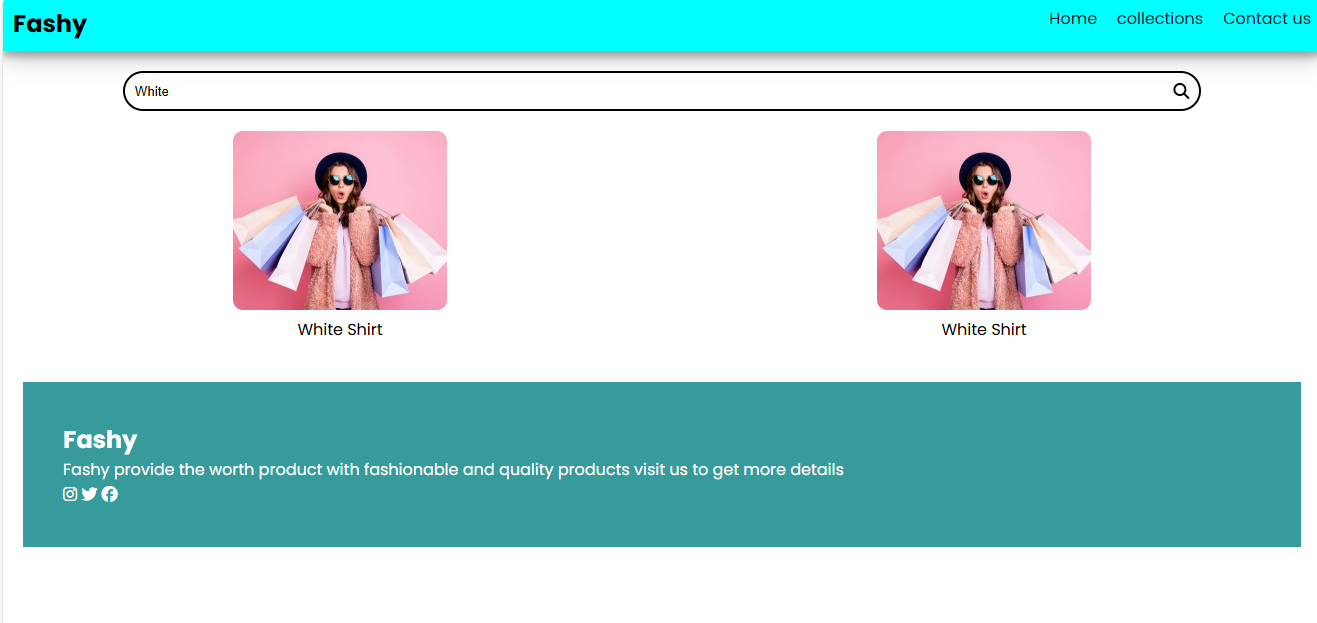 Fashy
Home collections Contact us
White
White Shirt
White Shirt
Fashy
Fashy provide the worth product with fashionable and quality products visit us to get more details